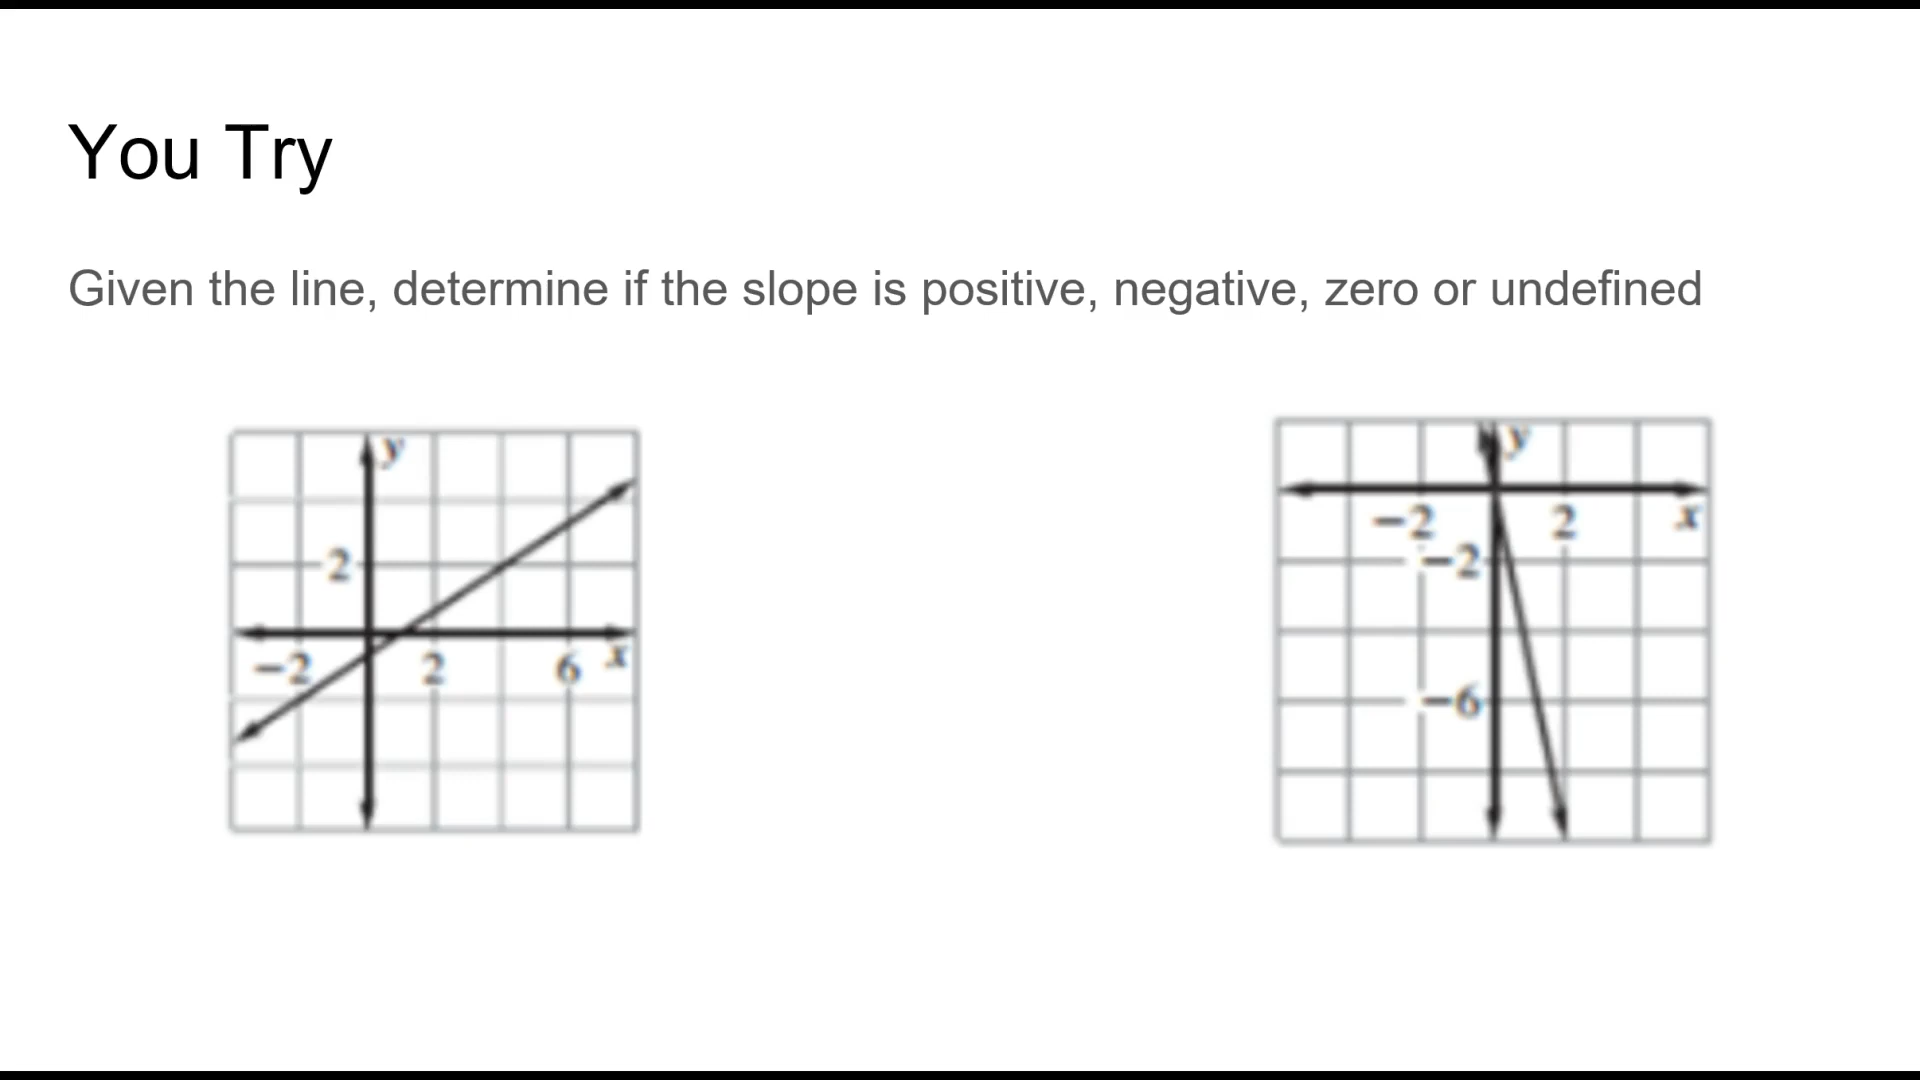 You Try
Given the line, determine if the slope is positive, negative, zero or undefined
y
2
−2 2 6 x
y
−2 2 x
−2
−6